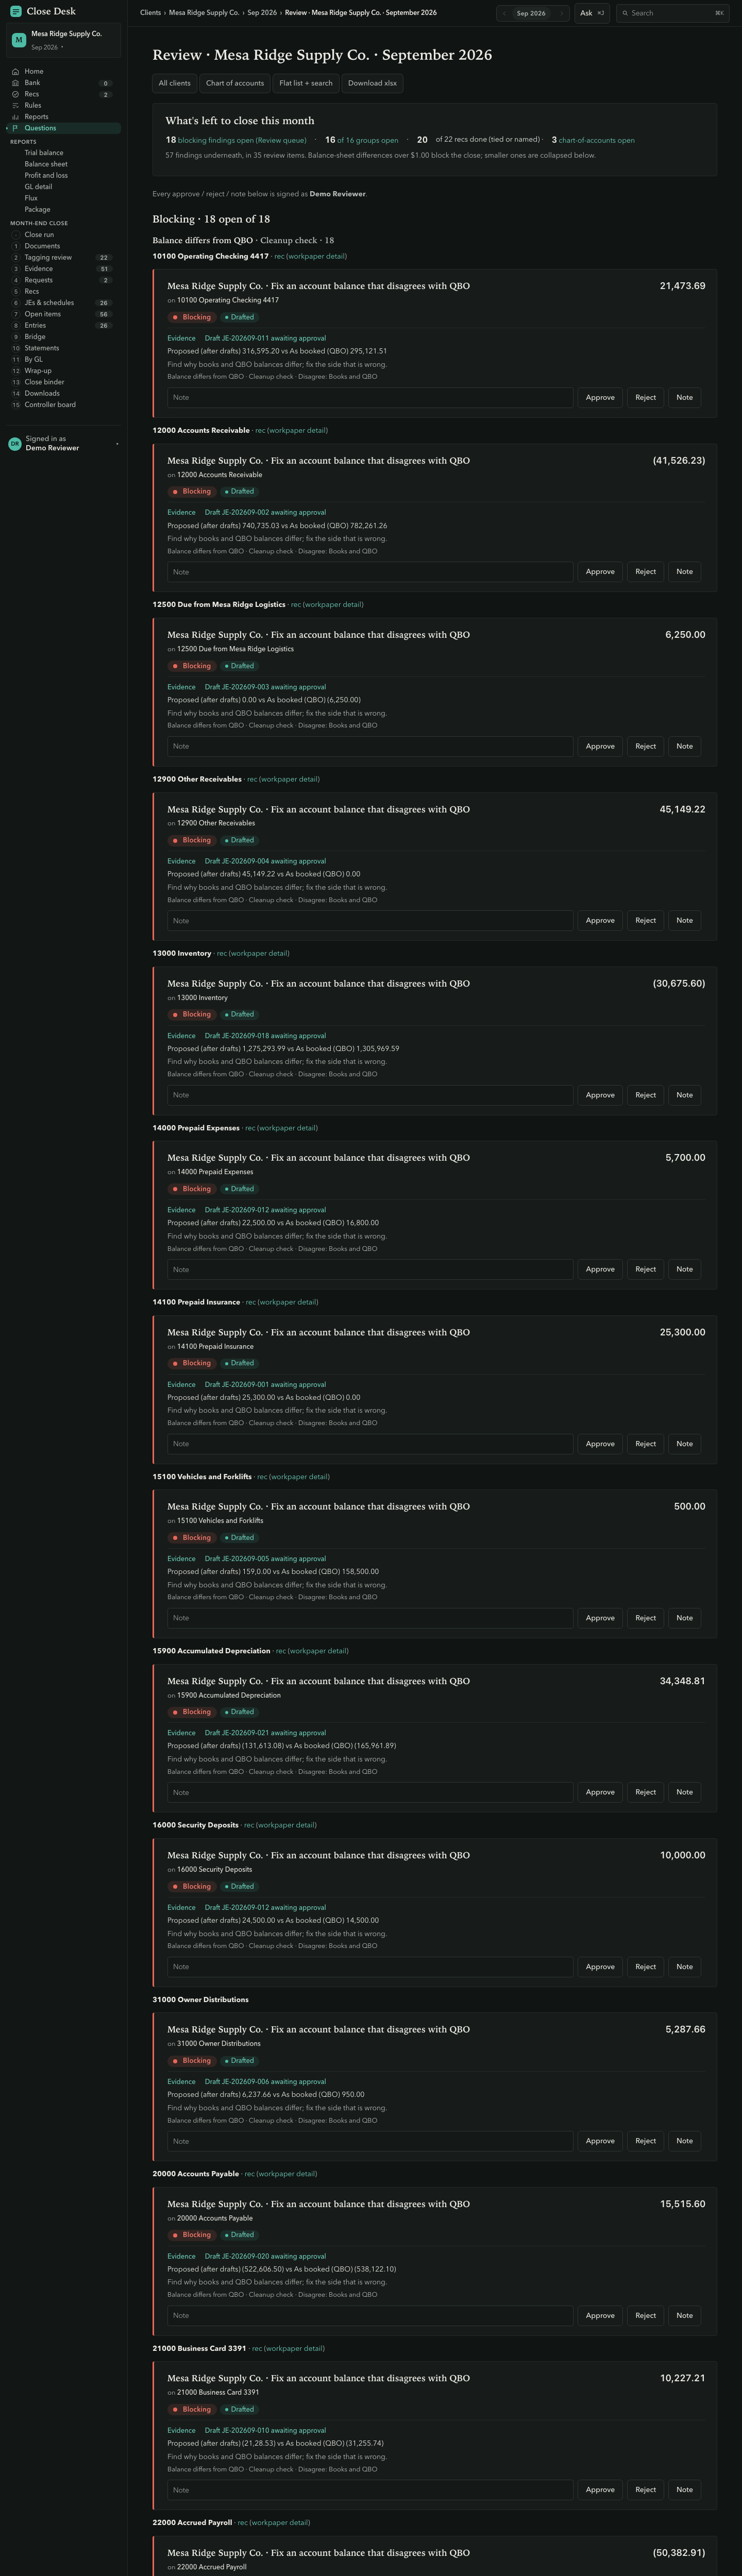 Close Desk
M
Mesa Ridge Supply Co.
Sep 2026
Home
Bank 0
Recs 2
Rules
Reports
Questions
REPORTS
Trial balance
Balance sheet
Profit and loss
GL detail
Flux
Package
MONTH-END CLOSE
Close run
1 Documents
2 Tagging review 22
3 Evidence 51
4 Requests 2
5 Recs
6 JEs & schedules 26
7 Open items 56
8 Entries 26
9 Bridge
10 Statements
11 By GL
12 Wrap-up
13 Close binder
14 Downloads
15 Controller board
DR
Signed in as
Demo Reviewer
Clients › Mesa Ridge Supply Co. › Sep 2026 › Review · Mesa Ridge Supply Co. · September 2026
Sep 2026
Ask ⌘J
Search ⌘K
Review · Mesa Ridge Supply Co. · September 2026
All clients
Chart of accounts
Flat list + search
Download xlsx
What's left to close this month
18 blocking findings open (Review queue) · 16 of 16 groups open · 20 of 22 recs done (tied or named) · 3 chart-of-accounts open
57 findings underneath, in 35 review items. Balance-sheet differences over $1.00 block the close; smaller ones are collapsed below.
Every approve / reject / note below is signed as Demo Reviewer.
Blocking · 18 open of 18
Balance differs from QBO · Cleanup check · 18
10100 Operating Checking 4417 · rec (workpaper detail)
Mesa Ridge Supply Co. · Fix an account balance that disagrees with QBO 21,473.69
on 10100 Operating Checking 4417
Blocking Drafted
Evidence Draft JE-202609-011 awaiting approval
Proposed (after drafts) 316,595.20 vs As booked (QBO) 295,121.51
Find why books and QBO balances differ; fix the side that is wrong.
Balance differs from QBO · Cleanup check · Disagree: Books and QBO
Note Approve Reject Note
12000 Accounts Receivable · rec (workpaper detail)
Mesa Ridge Supply Co. · Fix an account balance that disagrees with QBO (41,526.23)
on 12000 Accounts Receivable
Blocking Drafted
Evidence Draft JE-202609-002 awaiting approval
Proposed (after drafts) 740,735.03 vs As booked (QBO) 782,261.26
Find why books and QBO balances differ; fix the side that is wrong.
Balance differs from QBO · Cleanup check · Disagree: Books and QBO
Note Approve Reject Note
12500 Due from Mesa Ridge Logistics · rec (workpaper detail)
Mesa Ridge Supply Co. · Fix an account balance that disagrees with QBO 6,250.00
on 12500 Due from Mesa Ridge Logistics
Blocking Drafted
Evidence Draft JE-202609-003 awaiting approval
Proposed (after drafts) 0.00 vs As booked (QBO) (6,250.00)
Find why books and QBO balances differ; fix the side that is wrong.
Balance differs from QBO · Cleanup check · Disagree: Books and QBO
Note Approve Reject Note
12900 Other Receivables · rec (workpaper detail)
Mesa Ridge Supply Co. · Fix an account balance that disagrees with QBO 45,149.22
on 12900 Other Receivables
Blocking Drafted
Evidence Draft JE-202609-004 awaiting approval
Proposed (after drafts) 45,149.22 vs As booked (QBO) 0.00
Find why books and QBO balances differ; fix the side that is wrong.
Balance differs from QBO · Cleanup check · Disagree: Books and QBO
Note Approve Reject Note
13000 Inventory · rec (workpaper detail)
Mesa Ridge Supply Co. · Fix an account balance that disagrees with QBO (30,675.60)
on 13000 Inventory
Blocking Drafted
Evidence Draft JE-202609-018 awaiting approval
Proposed (after drafts) 1,275,293.99 vs As booked (QBO) 1,305,969.59
Find why books and QBO balances differ; fix the side that is wrong.
Balance differs from QBO · Cleanup check · Disagree: Books and QBO
Note Approve Reject Note
14000 Prepaid Expenses · rec (workpaper detail)
Mesa Ridge Supply Co. · Fix an account balance that disagrees with QBO 5,700.00
on 14000 Prepaid Expenses
Blocking Drafted
Evidence Draft JE-202609-012 awaiting approval
Proposed (after drafts) 22,500.00 vs As booked (QBO) 16,800.00
Find why books and QBO balances differ; fix the side that is wrong.
Balance differs from QBO · Cleanup check · Disagree: Books and QBO
Note Approve Reject Note
14100 Prepaid Insurance · rec (workpaper detail)
Mesa Ridge Supply Co. · Fix an account balance that disagrees with QBO 25,300.00
on 14100 Prepaid Insurance
Blocking Drafted
Evidence Draft JE-202609-001 awaiting approval
Proposed (after drafts) 25,300.00 vs As booked (QBO) 0.00
Find why books and QBO balances differ; fix the side that is wrong.
Balance differs from QBO · Cleanup check · Disagree: Books and QBO
Note Approve Reject Note
15100 Vehicles and Forklifts · rec (workpaper detail)
Mesa Ridge Supply Co. · Fix an account balance that disagrees with QBO 500.00
on 15100 Vehicles and Forklifts
Blocking Drafted
Evidence Draft JE-202609-005 awaiting approval
Proposed (after drafts) 159,0.00 vs As booked (QBO) 158,500.00
Find why books and QBO balances differ; fix the side that is wrong.
Balance differs from QBO · Cleanup check · Disagree: Books and QBO
Note Approve Reject Note
15900 Accumulated Depreciation · rec (workpaper detail)
Mesa Ridge Supply Co. · Fix an account balance that disagrees with QBO 34,348.81
on 15900 Accumulated Depreciation
Blocking Drafted
Evidence Draft JE-202609-021 awaiting approval
Proposed (after drafts) (131,613.08) vs As booked (QBO) (165,961.89)
Find why books and QBO balances differ; fix the side that is wrong.
Balance differs from QBO · Cleanup check · Disagree: Books and QBO
Note Approve Reject Note
16000 Security Deposits · rec (workpaper detail)
Mesa Ridge Supply Co. · Fix an account balance that disagrees with QBO 10,000.00
on 16000 Security Deposits
Blocking Drafted
Evidence Draft JE-202609-012 awaiting approval
Proposed (after drafts) 24,500.00 vs As booked (QBO) 14,500.00
Find why books and QBO balances differ; fix the side that is wrong.
Balance differs from QBO · Cleanup check · Disagree: Books and QBO
Note Approve Reject Note
31000 Owner Distributions
Mesa Ridge Supply Co. · Fix an account balance that disagrees with QBO 5,287.66
on 31000 Owner Distributions
Blocking Drafted
Evidence Draft JE-202609-006 awaiting approval
Proposed (after drafts) 6,237.66 vs As booked (QBO) 950.00
Find why books and QBO balances differ; fix the side that is wrong.
Balance differs from QBO · Cleanup check · Disagree: Books and QBO
Note Approve Reject Note
20000 Accounts Payable · rec (workpaper detail)
Mesa Ridge Supply Co. · Fix an account balance that disagrees with QBO 15,515.60
on 20000 Accounts Payable
Blocking Drafted
Evidence Draft JE-202609-020 awaiting approval
Proposed (after drafts) (522,606.50) vs As booked (QBO) (538,122.10)
Find why books and QBO balances differ; fix the side that is wrong.
Balance differs from QBO · Cleanup check · Disagree: Books and QBO
Note Approve Reject Note
21000 Business Card 3391 · rec (workpaper detail)
Mesa Ridge Supply Co. · Fix an account balance that disagrees with QBO 10,227.21
on 21000 Business Card 3391
Blocking Drafted
Evidence Draft JE-202609-010 awaiting approval
Proposed (after drafts) (21,28.53) vs As booked (QBO) (31,255.74)
Find why books and QBO balances differ; fix the side that is wrong.
Balance differs from QBO · Cleanup check · Disagree: Books and QBO
Note Approve Reject Note
22000 Accrued Payroll · rec (workpaper detail)
Mesa Ridge Supply Co. · Fix an account balance that disagrees with QBO (50,382.91)
on 22000 Accrued Payroll